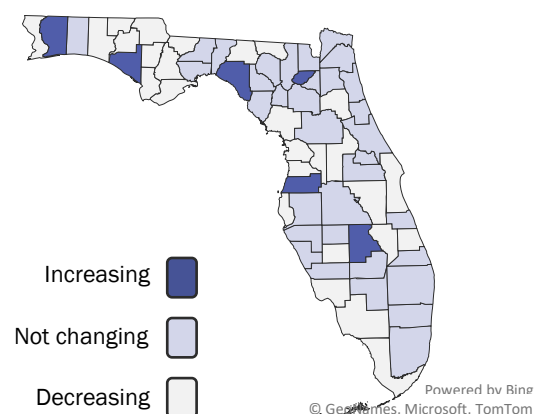 Increasing
Not changing
Decreasing
Powered by Bing
© GeoNames, Microsoft, TomTom